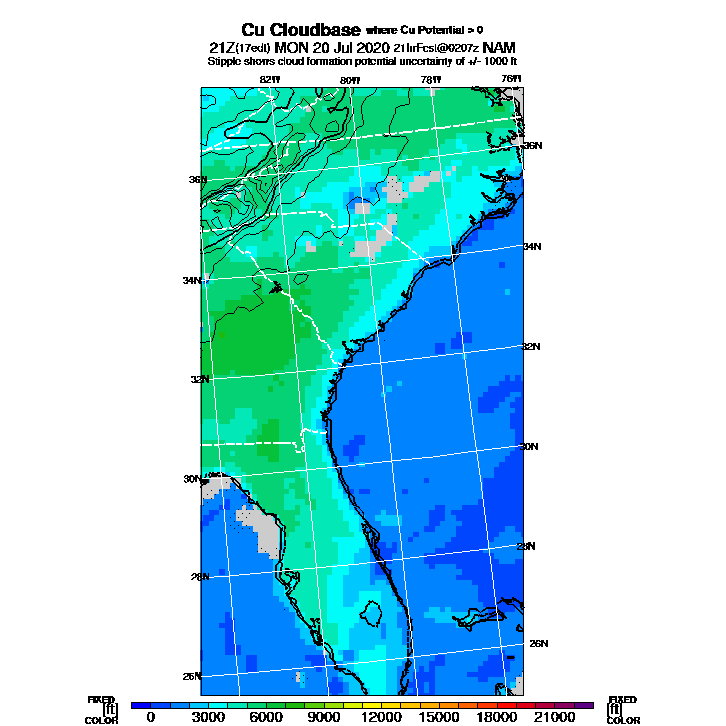 Cu Cloudbase where Cu Potential > 0
21Z(17edt) MON 20 Jul 2020 21hrFcst@0207z NAM
Stipple shows cloud formation potential uncertainty of +/- 1000 ft
82W 80W 78W 76W
36N
36N
34N
34N
32N
32N
30N
30N
28N
28N
26N
26N
FIXED FIXED
[ft] [ft]
COLOR COLOR
0 3000 6000 9000 12000 15000 18000 21000